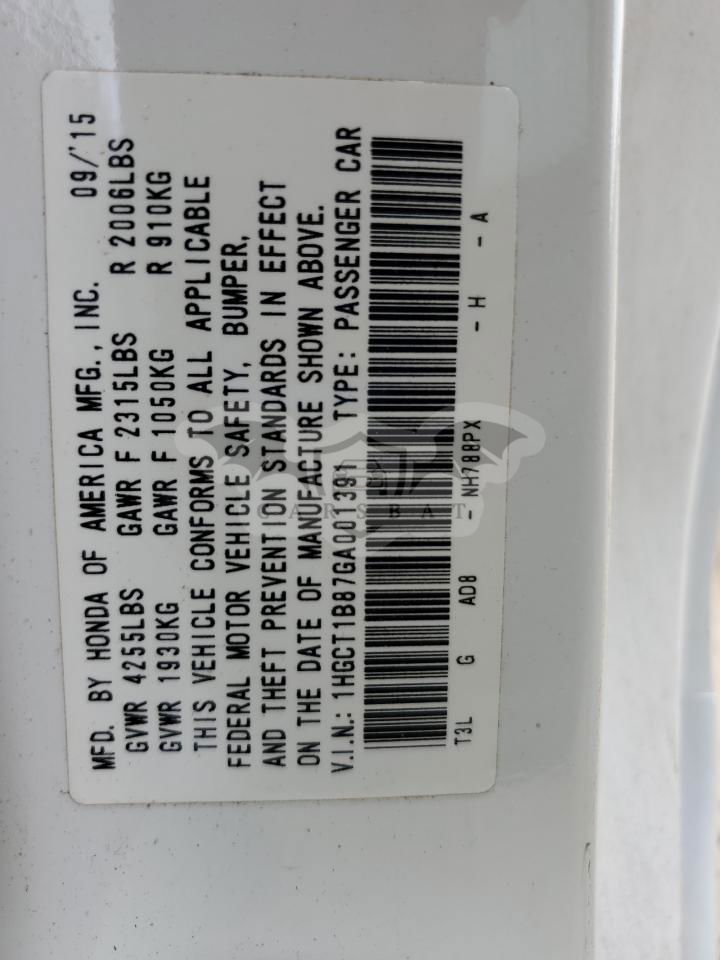 MFD. BY HONDA OF AMERICA MFG., INC. 09/'15
GVWR 4255LBS GAWR F 2315LBS R 2006LBS
GVWR 1930KG GAWR F 1050KG R 910KG
THIS VEHICLE CONFORMS TO ALL APPLICABLE
FEDERAL MOTOR VEHICLE SAFETY, BUMPER,
AND THEFT PREVENTION STANDARDS IN EFFECT
ON THE DATE OF MANUFACTURE SHOWN ABOVE.
V.I.N.: 1HGCT1B87GA001391 TYPE: PASSENGER CAR
T3L G AD8 - NH788PX - H - A
CARSBAT